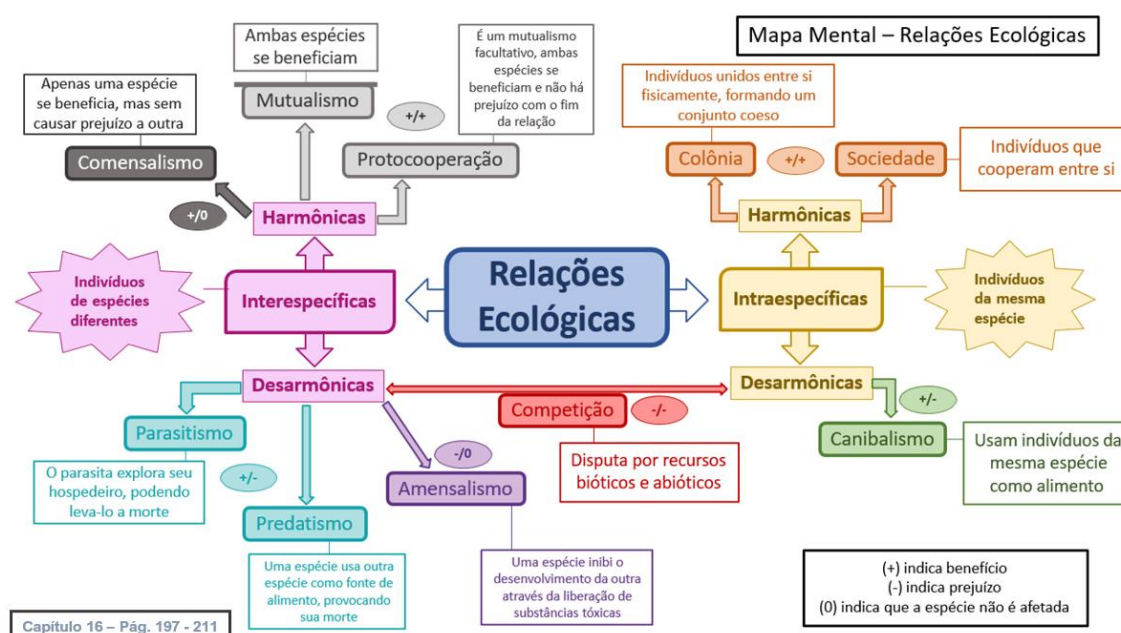 Mapa Mental – Relações Ecológicas
Ambas espécies
se beneficiam
Mutualismo
É um mutualismo
facultativo, ambas
espécies se
beneficiam e não há
prejuízo com o fim
da relação
+/+
Protocooperação
Apenas uma espécie
se beneficia, mas sem
causar prejuízo a outra
Comensalismo
+/0
Harmônicas
Indivíduos unidos entre si
fisicamente, formando um
conjunto coeso
Colônia
+/+
Sociedade
Indivíduos que
cooperam entre si
Harmônicas
Indivíduos
de espécies
diferentes
Interespecíficas
Relações
Ecológicas
Intraespecíficas
Indivíduos
da mesma
espécie
Desarmônicas
Desarmônicas
Competição
-/-
Disputa por recursos
bióticos e abióticos
+/-
Canibalismo
Usam indivíduos da
mesma espécie
como alimento
Parasitismo
O parasita explora seu
hospedeiro, podendo
leva-lo a morte
+/-
Predatismo
Uma espécie usa outra
espécie como fonte de
alimento, provocando
sua morte
-/0
Amensalismo
Uma espécie inibi o
desenvolvimento da outra
através da liberação de
substâncias tóxicas
(+) indica benefício
(-) indica prejuízo
(0) indica que a espécie não é afetada
Capítulo 16 – Pág. 197 - 211